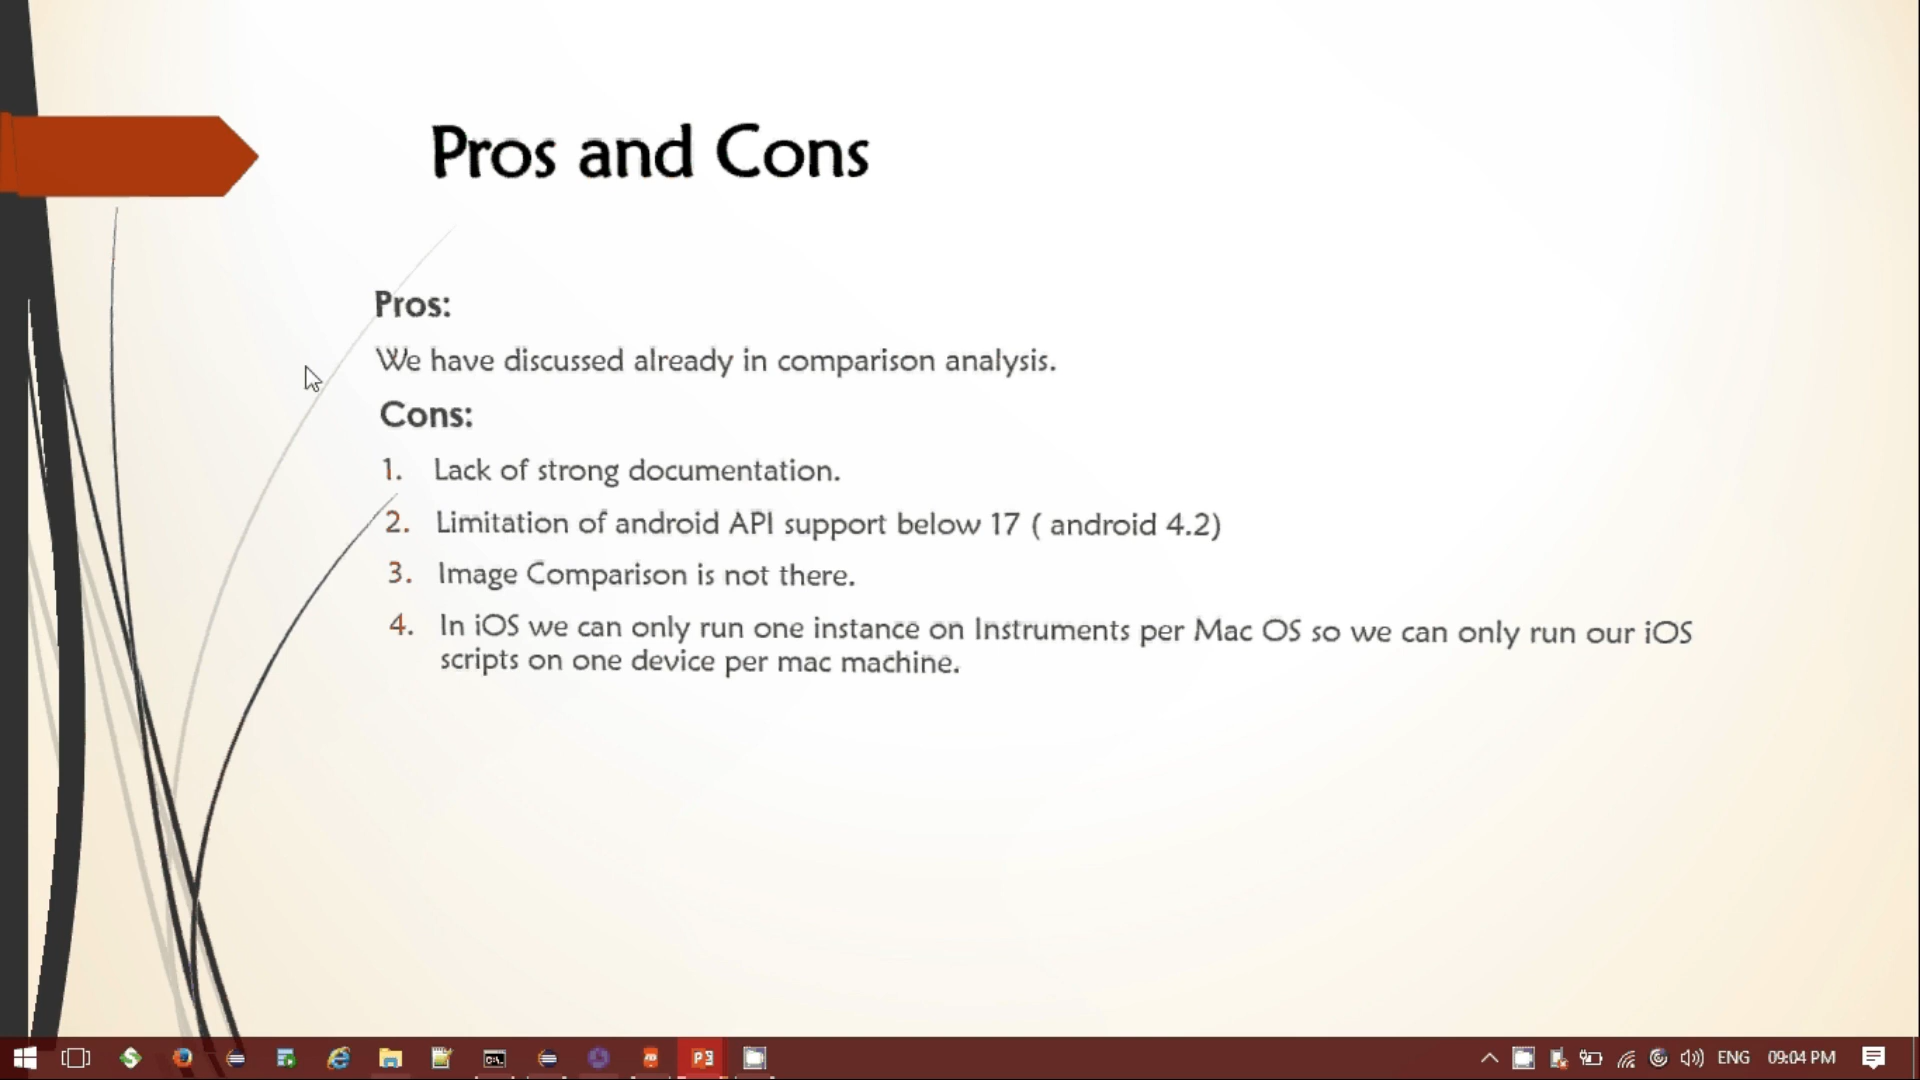 Pros and Cons
Pros:
We have discussed already in comparison analysis.
Cons:
1. Lack of strong documentation.
2. Limitation of android API support below 17 ( android 4.2)
3. Image Comparison is not there.
4. In iOS we can only run one instance on Instruments per Mac OS so we can only run our iOS
scripts on one device per mac machine.
ENG 09:04 PM